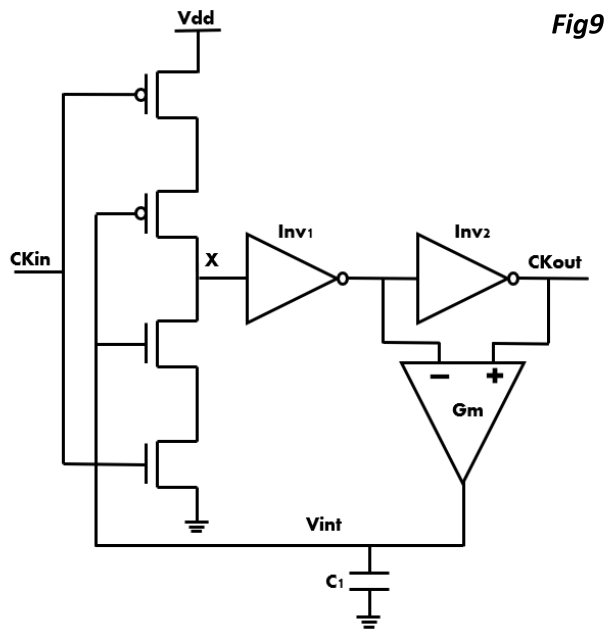 Fig9
Vdd
CKin
X
Inv1
Inv2
CKout
− +
Gm
Vint
C1